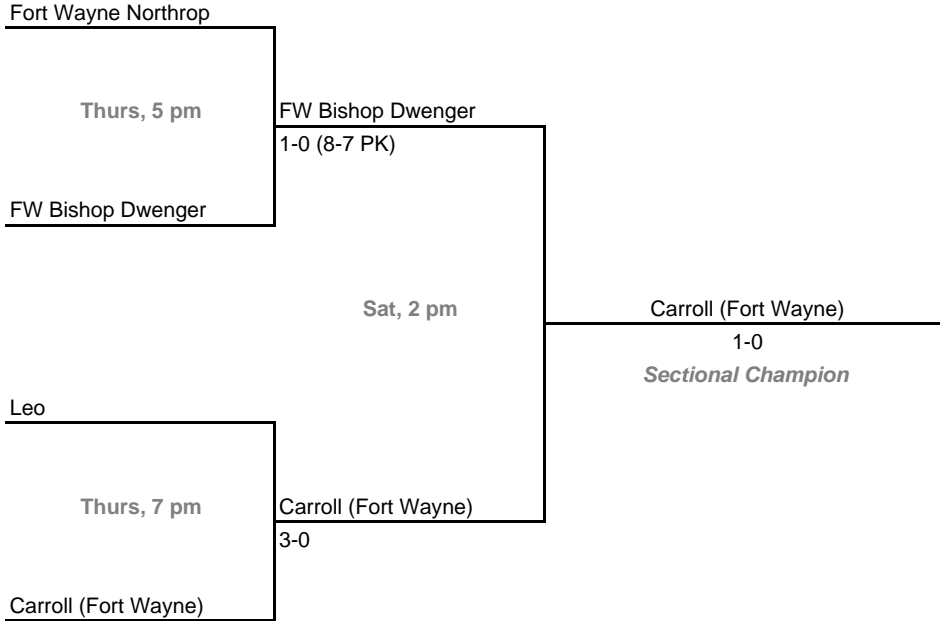 Fort Wayne Northrop
Thurs, 5 pm
FW Bishop Dwenger
1-0 (8-7 PK)
FW Bishop Dwenger
Sat, 2 pm
Carroll (Fort Wayne)
1-0
Sectional Champion
Leo
Thurs, 7 pm
Carroll (Fort Wayne)
3-0
Carroll (Fort Wayne)